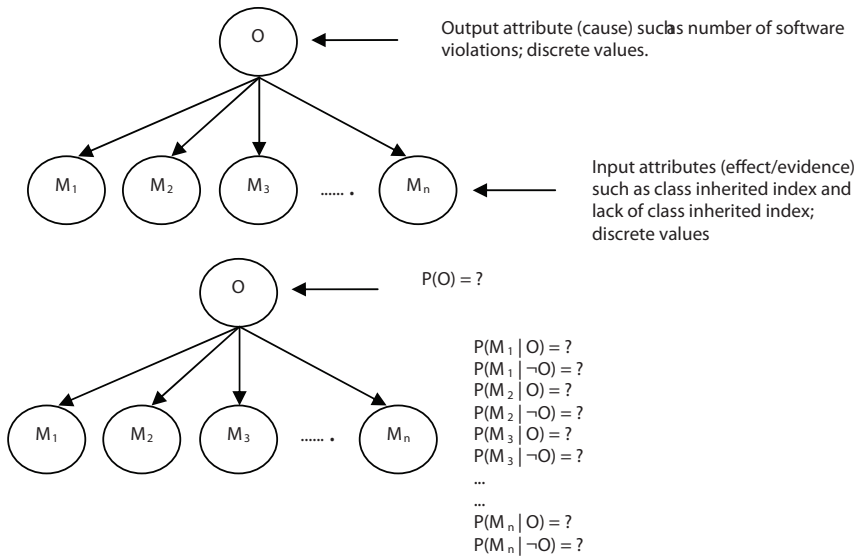 O
Output attribute (cause) such as number of software
violations; discrete values.
M₁ M₂ M₃ ...... . Mₙ
Input attributes (effect/evidence)
such as class inherited index and
lack of class inherited index;
discrete values
O
P(O) = ?
M₁ M₂ M₃ ...... . Mₙ
P(M₁ | O) = ?
P(M₁ | ¬O) = ?
P(M₂ | O) = ?
P(M₂ | ¬O) = ?
P(M₃ | O) = ?
P(M₃ | ¬O) = ?
...
...
P(Mₙ | O) = ?
P(Mₙ | ¬O) = ?